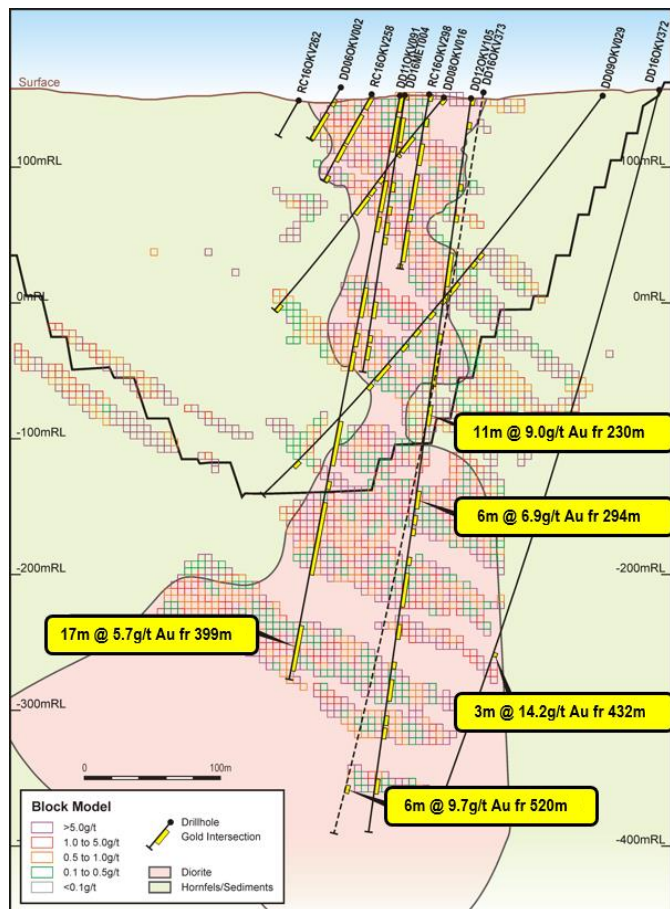 RC16OKV262
DD06OKV002
RC16OKV258
DD11OKV091
DD16MET004
RC16OKV298
DD08OKV016
DD12OKV105
DD16OKV373
DD09OKV029
DD16OKV372
Surface
100mRL
100mRL
0mRL
0mRL
-100mRL
11m @ 9.0g/t Au fr 230m
6m @ 6.9g/t Au fr 294m
-200mRL
-200mRL
17m @ 5.7g/t Au fr 399m
3m @ 14.2g/t Au fr 432m
-300mRL
0
100m
6m @ 9.7g/t Au fr 520m
Block Model
>5.0g/t
1.0 to 5.0g/t
0.5 to 1.0g/t
0.1 to 0.5g/t
<0.1g/t
Drillhole
Gold Intersection
Diorite
Hornfels/Sediments
-400mRL